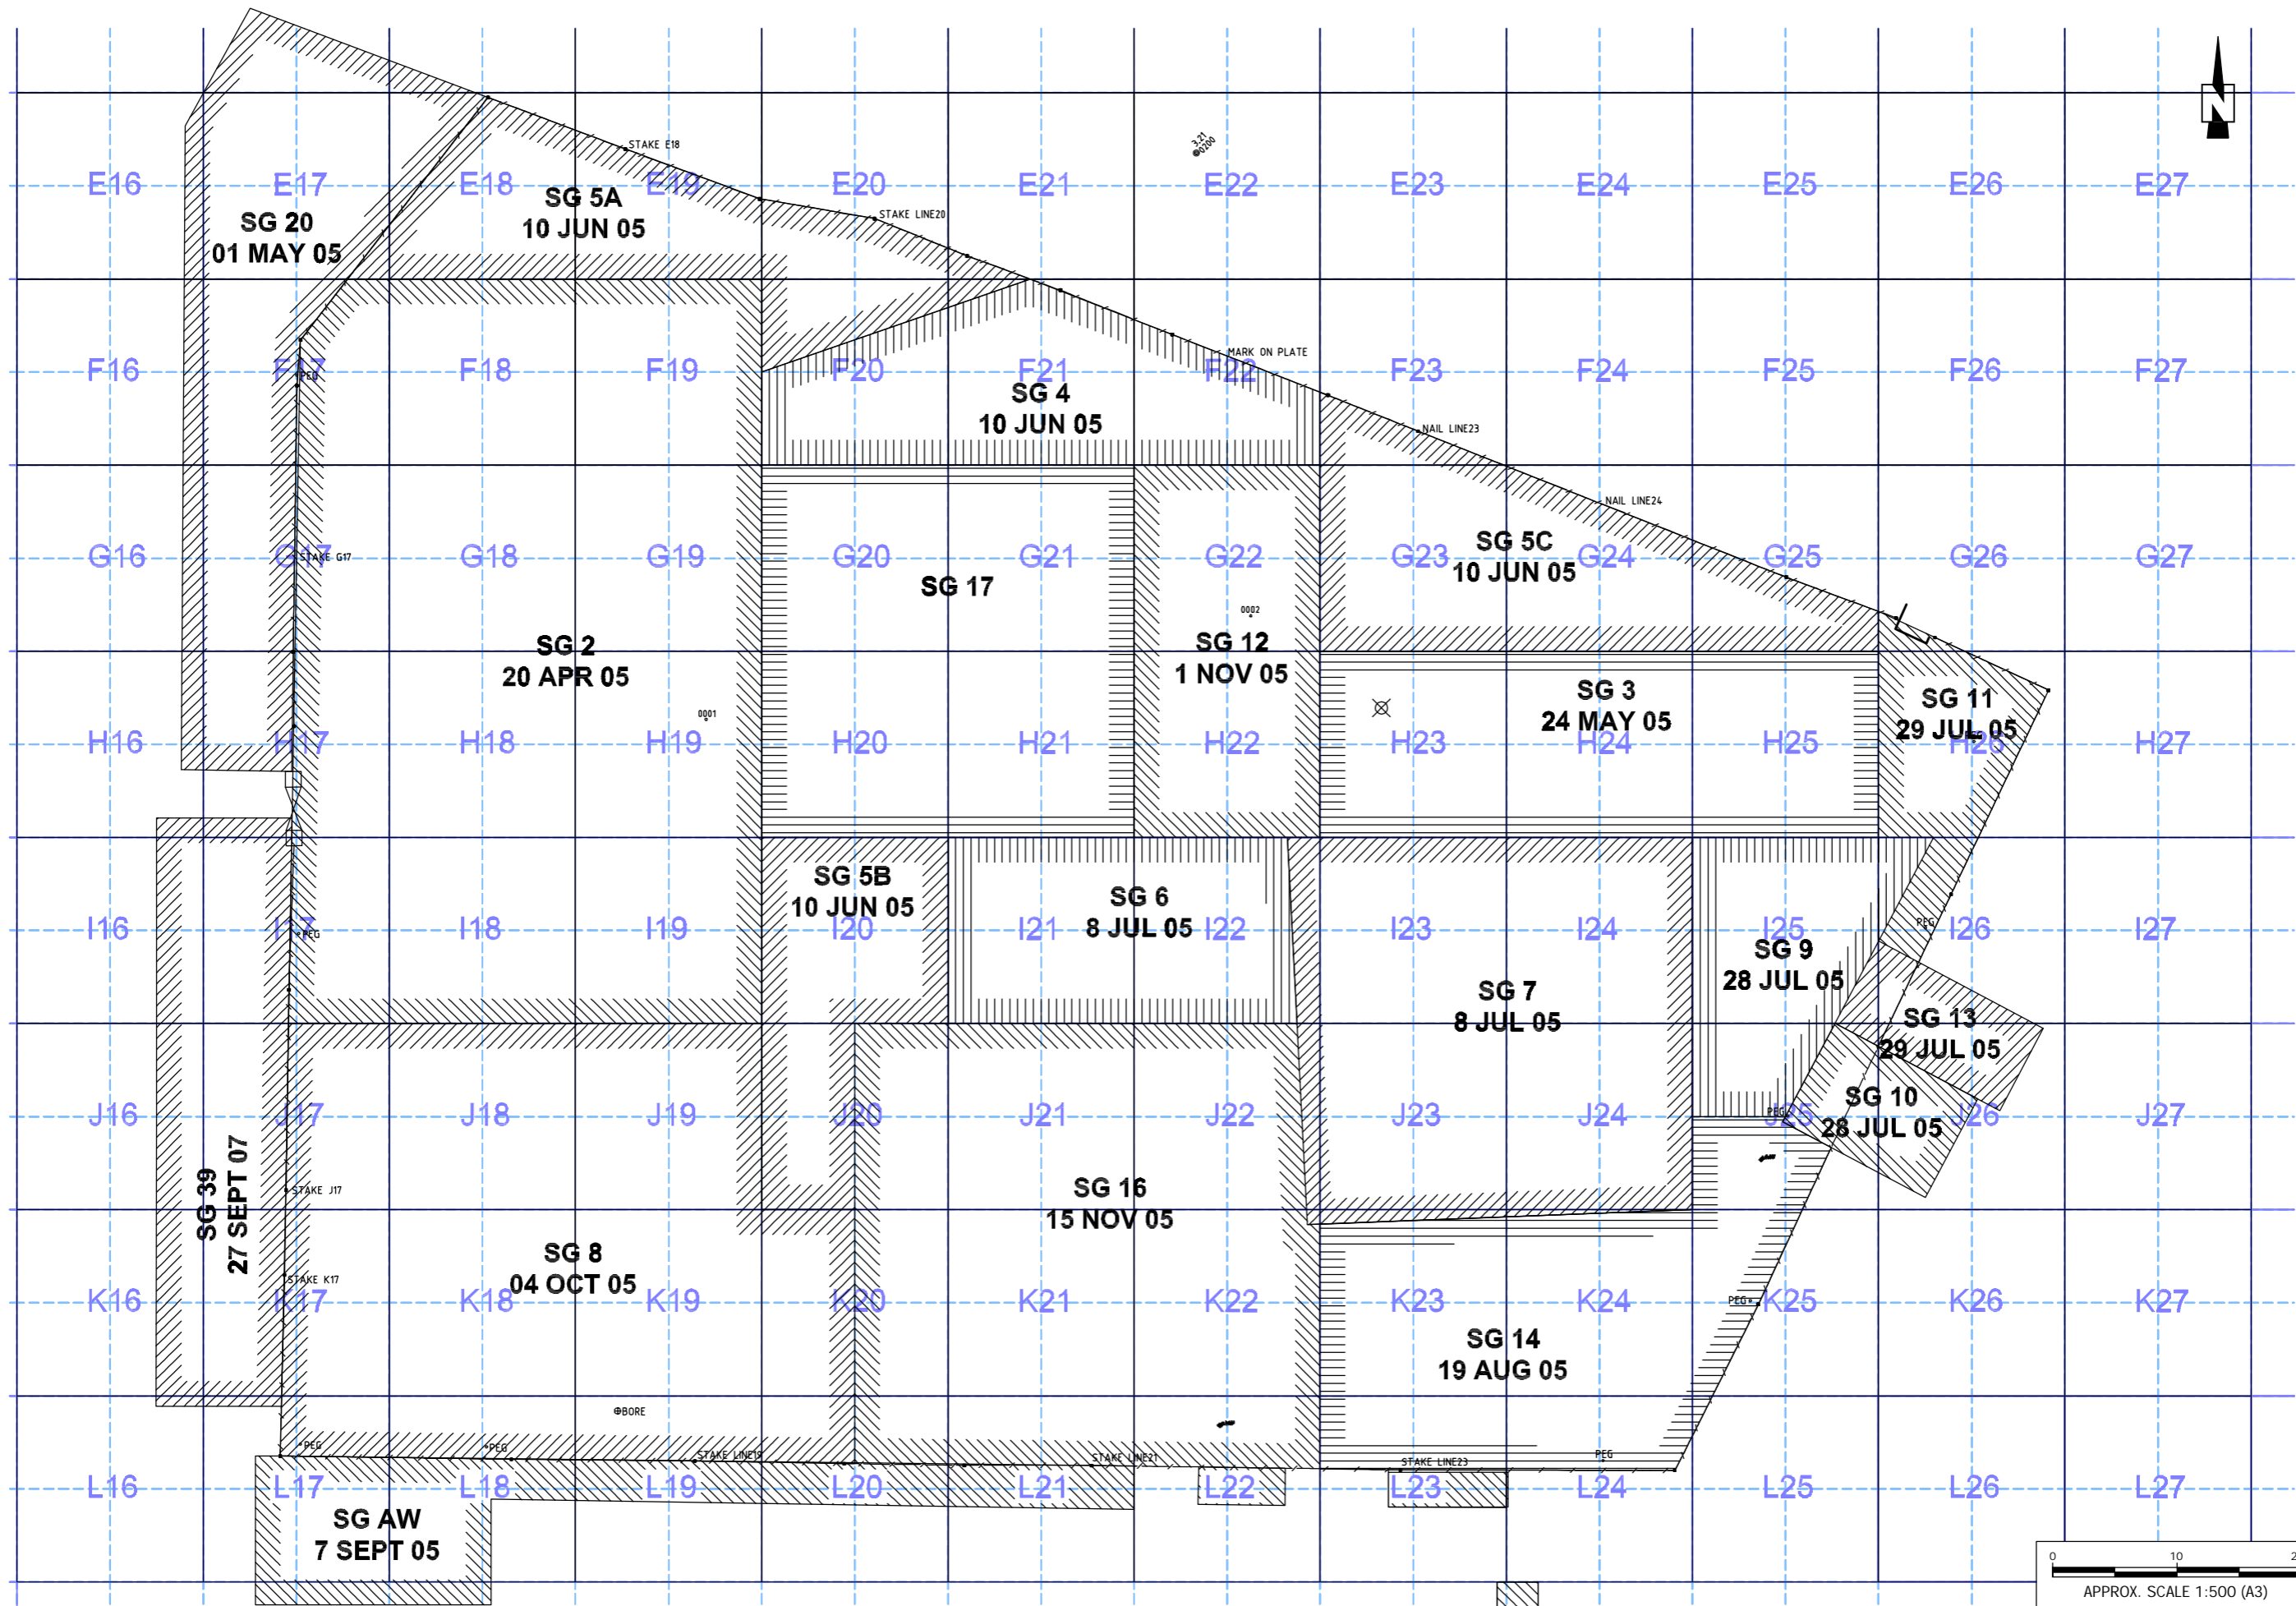 N
3.21
0200
STAKE E18
E16
E17
E18
E19
E20
E21
E22
E23
E24
E25
E26
E27
SG 5A
10 JUN 05
SG 20
01 MAY 05
STAKE LINE20
MARK ON PLATE
F16
F17
F18
F19
F20
F21
F22
F23
F24
F25
F26
F27
PEG
SG 4
10 JUN 05
NAIL LINE23
NAIL LINE24
G16
G17
STAKE G17
G18
G19
G20
G21
G22
G23
G24
G25
G26
G27
SG 5C
10 JUN 05
SG 17
0002
SG 2
20 APR 05
SG 12
1 NOV 05
SG 3
24 MAY 05
SG 11
29 JUL 05
0001
H16
H17
H18
H19
H20
H21
H22
H23
H24
H25
H26
H27
SG 5B
10 JUN 05
SG 6
8 JUL 05
I16
I17
PEG
I18
I19
I20
I21
I22
I23
I24
I25
PEG
I26
I27
SG 9
28 JUL 05
SG 7
8 JUL 05
SG 13
29 JUL 05
SG 10
28 JUL 05
J16
J17
J18
J19
J20
J21
J22
J23
J24
PEG
J25
J26
J27
SG 39
27 SEPT 07
STAKE J17
SG 16
15 NOV 05
SG 8
04 OCT 05
STAKE K17
K16
K17
K18
K19
K20
K21
K22
K23
K24
PEG
K25
K26
K27
SG 14
19 AUG 05
BORE
PEG
PEG
STAKE LINE19
STAKE LINE21
STAKE LINE23
PEG
L16
L17
L18
L19
L20
L21
L22
L23
L24
L25
L26
L27
SG AW
7 SEPT 05
0 10 2
APPROX. SCALE 1:500 (A3)